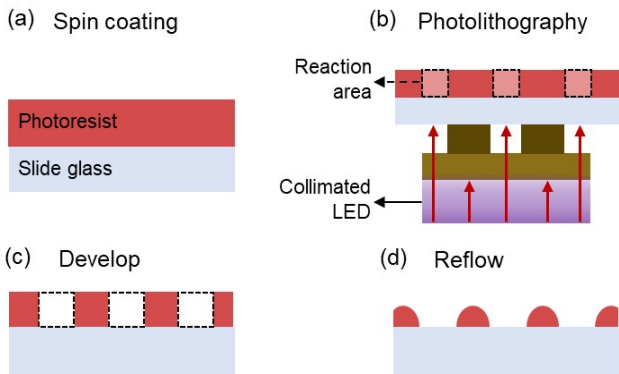 (a) Spin coating
Photoresist
Slide glass
(b) Photolithography
Reaction
area
Collimated
LED
(c) Develop
(d) Reflow